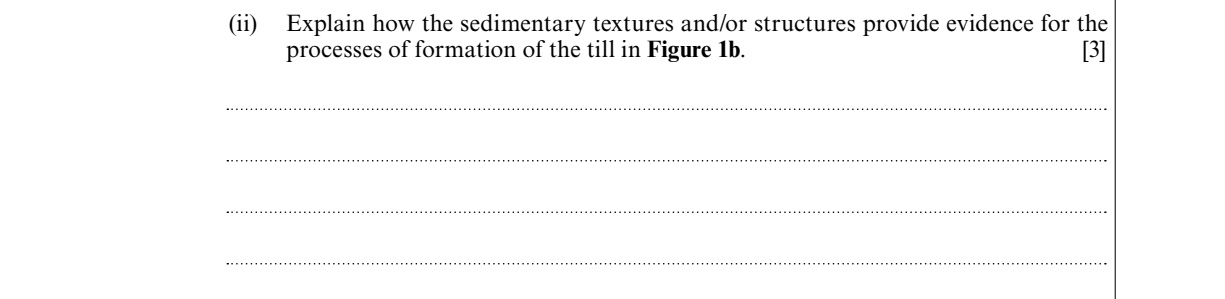 (ii) Explain how the sedimentary textures and/or structures provide evidence for the
processes of formation of the till in Figure 1b. [3]